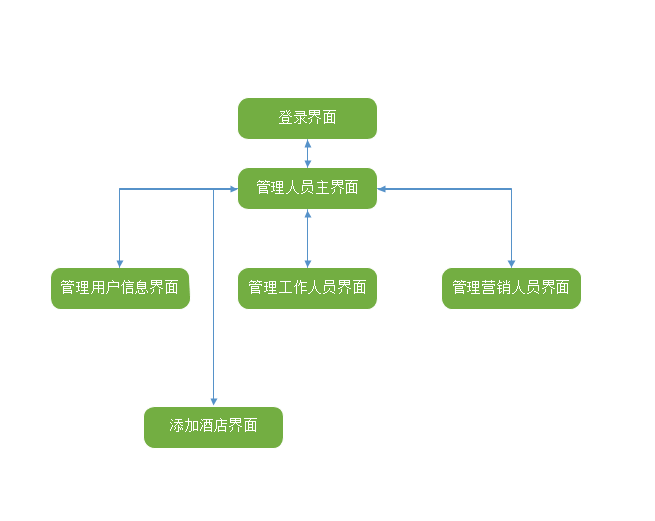 登录界面
管理人员主界面
管理用户信息界面
管理工作人员界面
管理营销人员界面
添加酒店界面